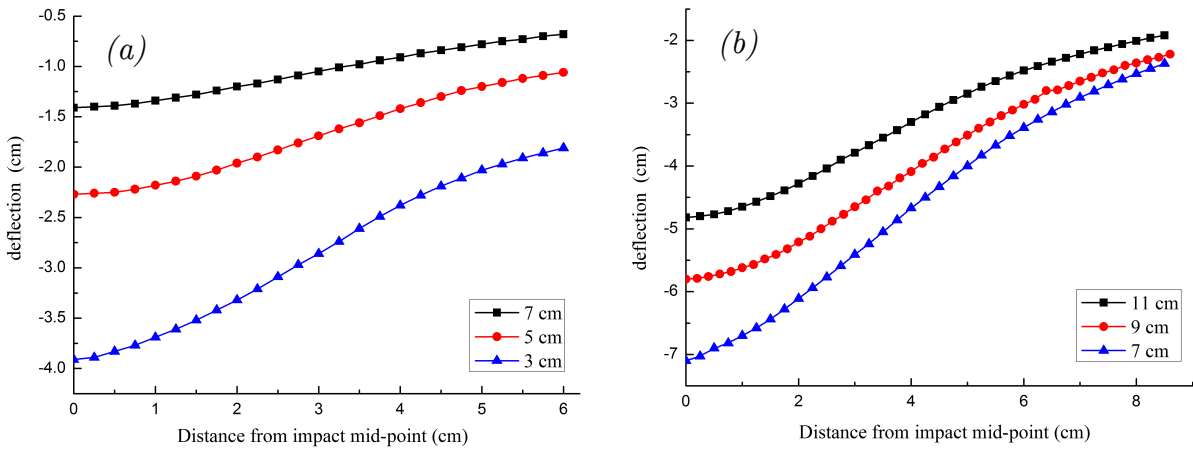 (a)
-0.5
-1.0
-1.5
-2.0
-2.5
-3.0
-3.5
-4.0
deflection (cm)
0 1 2 3 4 5 6
Distance from impact mid-point (cm)
7 cm
5 cm
3 cm
(b)
-2
-3
-4
-5
-6
-7
deflection (cm)
0 2 4 6 8
Distance from impact mid-point (cm)
11 cm
9 cm
7 cm